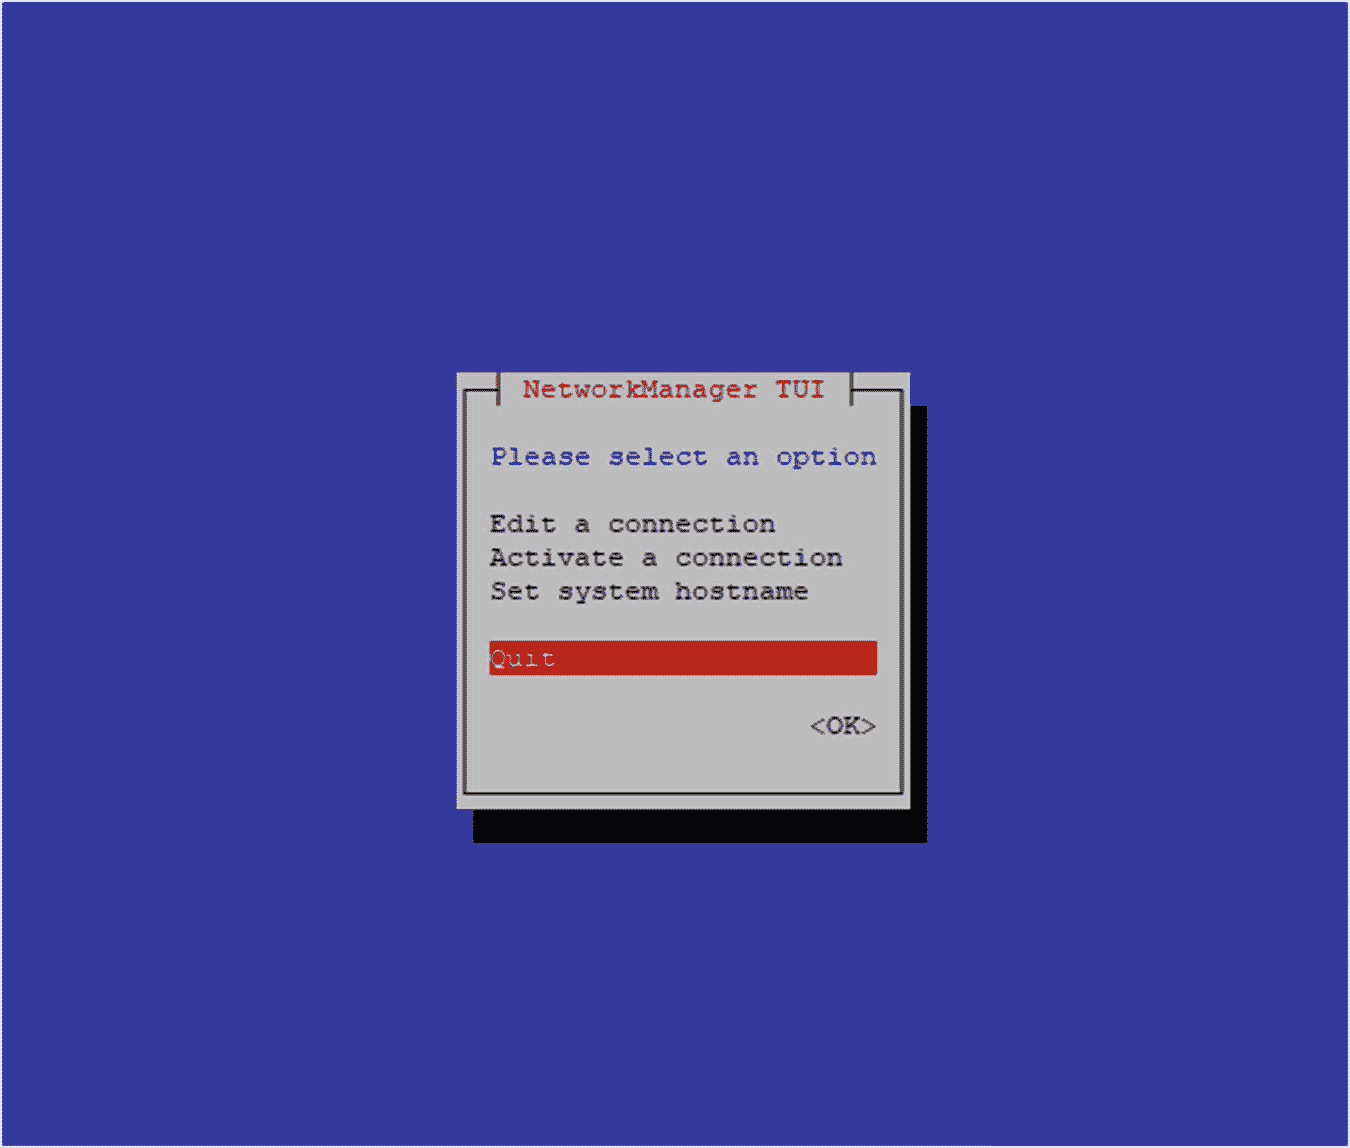 NetworkManager TUI
Please select an option
Edit a connection
Activate a connection
Set system hostname
Quit
<OK>